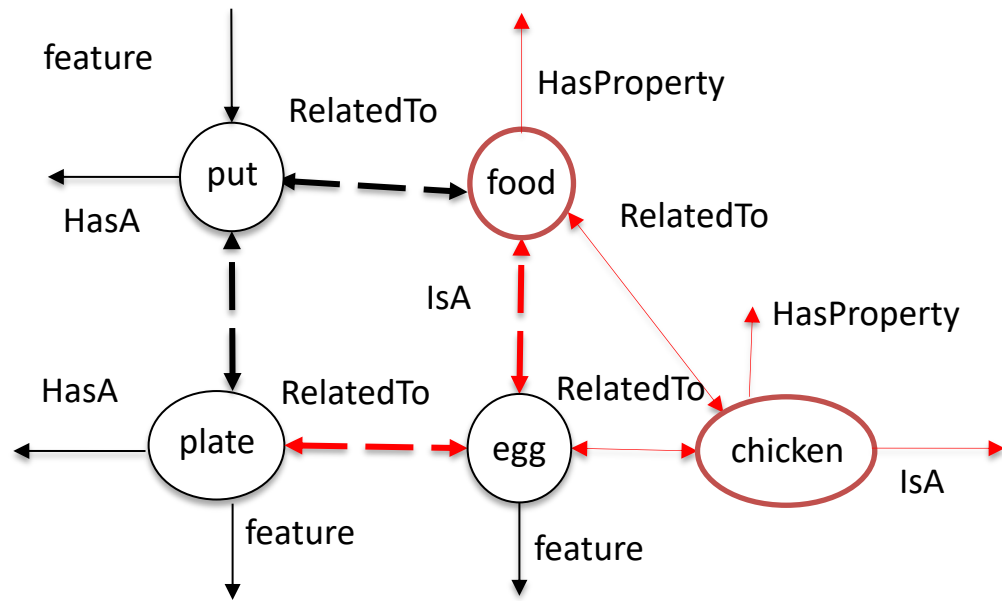 feature
HasProperty
RelatedTo
put
food
HasA
RelatedTo
IsA
HasProperty
HasA
RelatedTo
RelatedTo
plate
egg
chicken
IsA
feature
feature